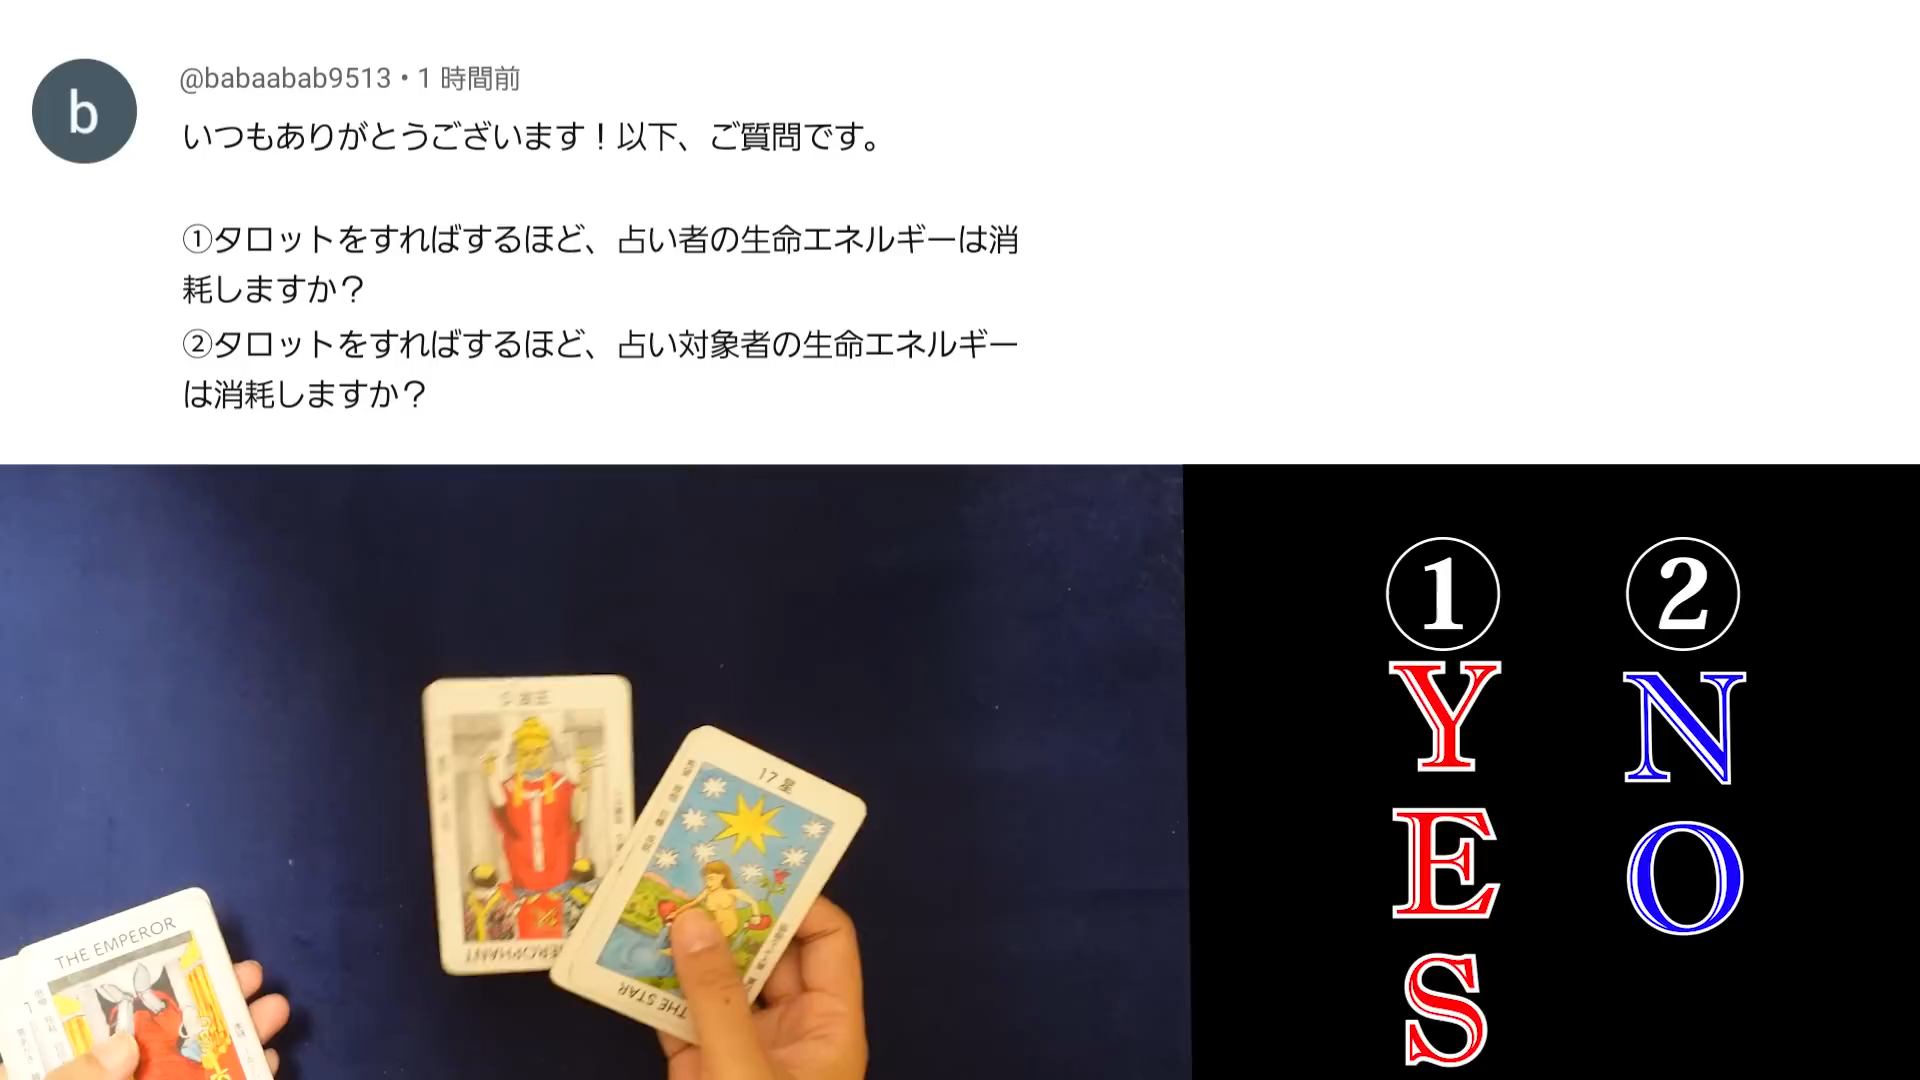 @babaabab9513・1 時間前
b
いつもありがとうございます！以下、ご質問です。
①タロットをすればするほど、占い者の生命エネルギーは消
耗しますか？
②タロットをすればするほど、占い対象者の生命エネルギー
は消耗しますか？
①
YES
②
NO
17 星
THE STAR
THE EMPEROR